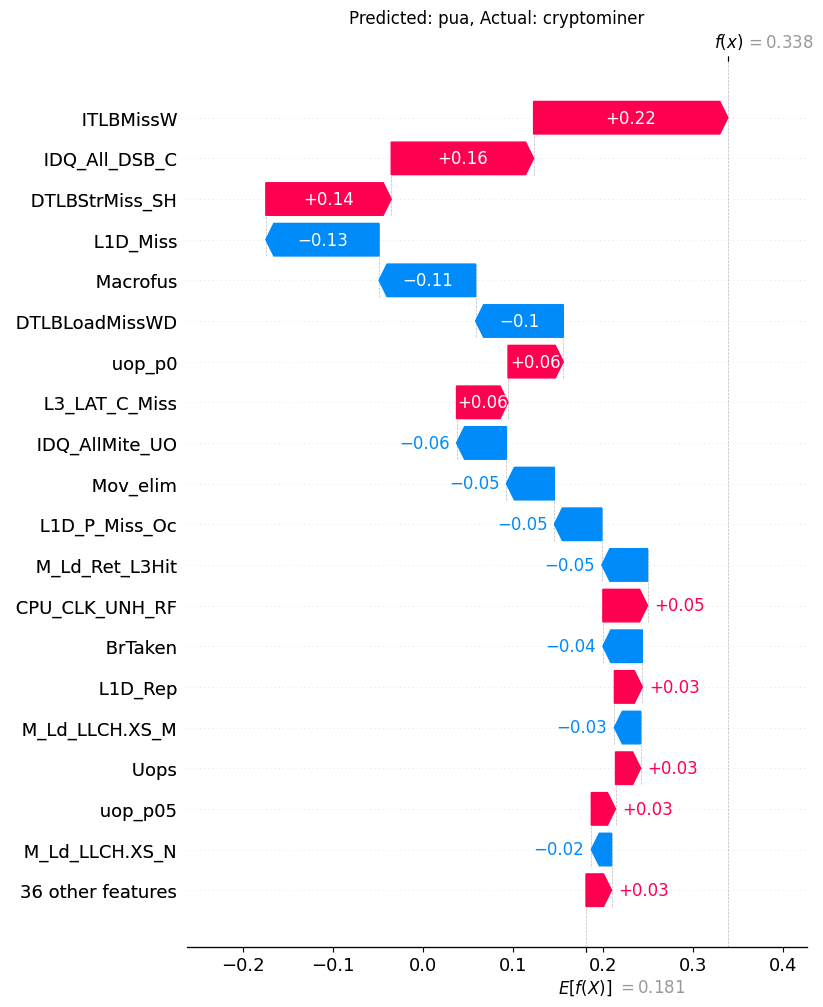 Predicted: pua, Actual: cryptominer
f(x) = 0.338
ITLBMissW +0.22
IDQ_All_DSB_C +0.16
DTLBStrMiss_SH +0.14
L1D_Miss −0.13
Macrofus −0.11
DTLBLoadMissWD −0.1
uop_p0 +0.06
L3_LAT_C_Miss +0.06
IDQ_AllMite_UO −0.06
Mov_elim −0.05
L1D_P_Miss_Oc −0.05
M_Ld_Ret_L3Hit −0.05
CPU_CLK_UNH_RF +0.05
BrTaken −0.04
L1D_Rep +0.03
M_Ld_LLCH.XS_M −0.03
Uops +0.03
uop_p05 +0.03
M_Ld_LLCH.XS_N −0.02
36 other features +0.03
−0.2 −0.1 0.0 0.1 0.2 0.3 0.4
E[f(X)] = 0.181